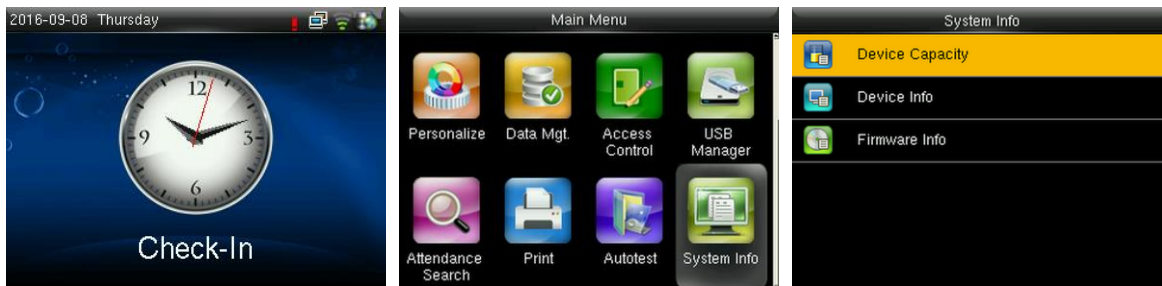 2016-09-08 Thursday
12
9
3
6
Check-In
Main Menu
Personalize
Data Mgt.
Access
Control
USB
Manager
Attendance
Search
Print
Autotest
System Info
System Info
Device Capacity
Device Info
Firmware Info